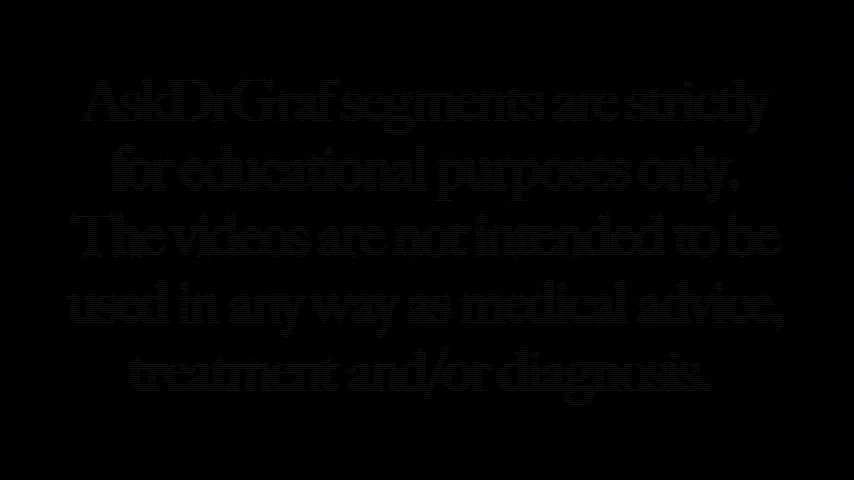 AskDrGraf segments are strictly
for educational purposes only.
The videos are not intended to be
used in any way as medical advice,
treatment and/or diagnosis.